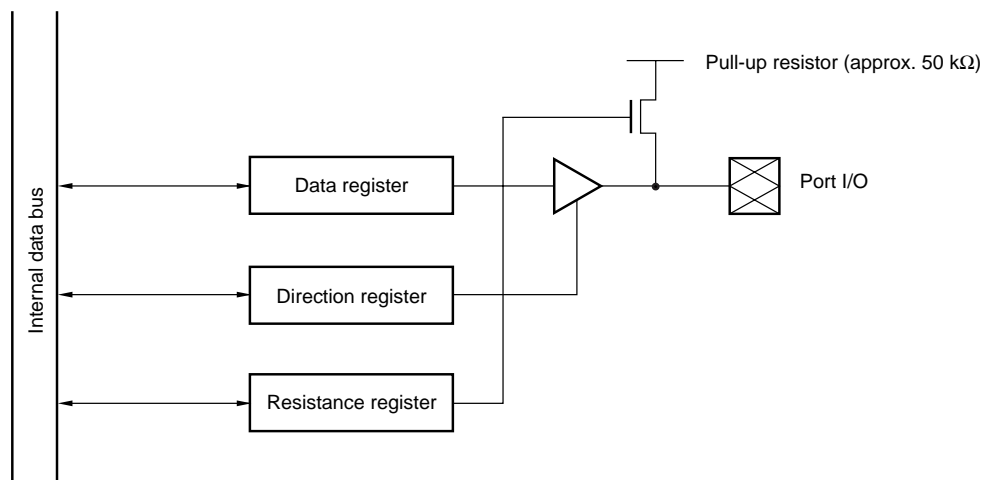 Pull-up resistor (approx. 50 kΩ)
Data register
Port I/O
Internal data bus
Direction register
Resistance register